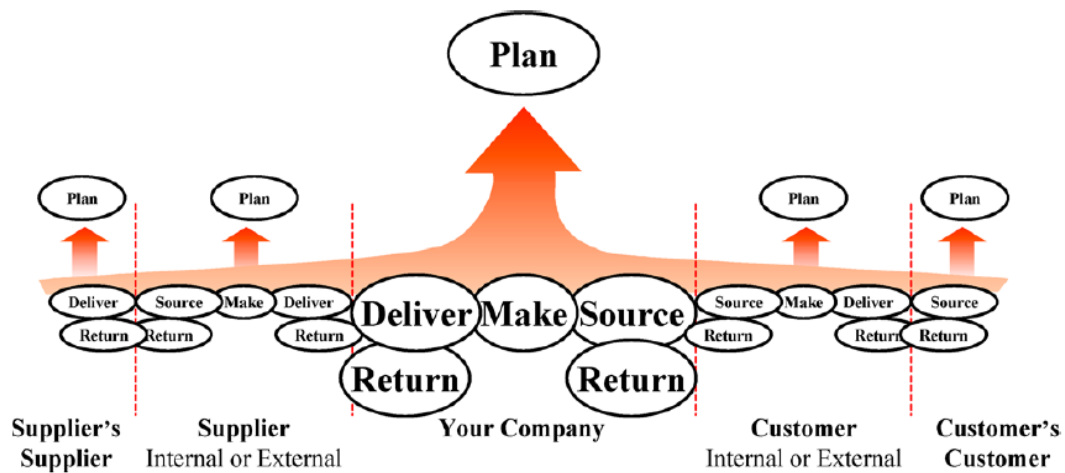 Plan
Plan
Plan
Plan
Plan
Deliver
Source
Make
Deliver
Deliver
Make
Source
Source
Make
Deliver
Source
Return
Return
Return
Return
Return
Return
Return
Return
Supplier's
Supplier
Supplier
Internal or External
Your Company
Customer
Internal or External
Customer's
Customer